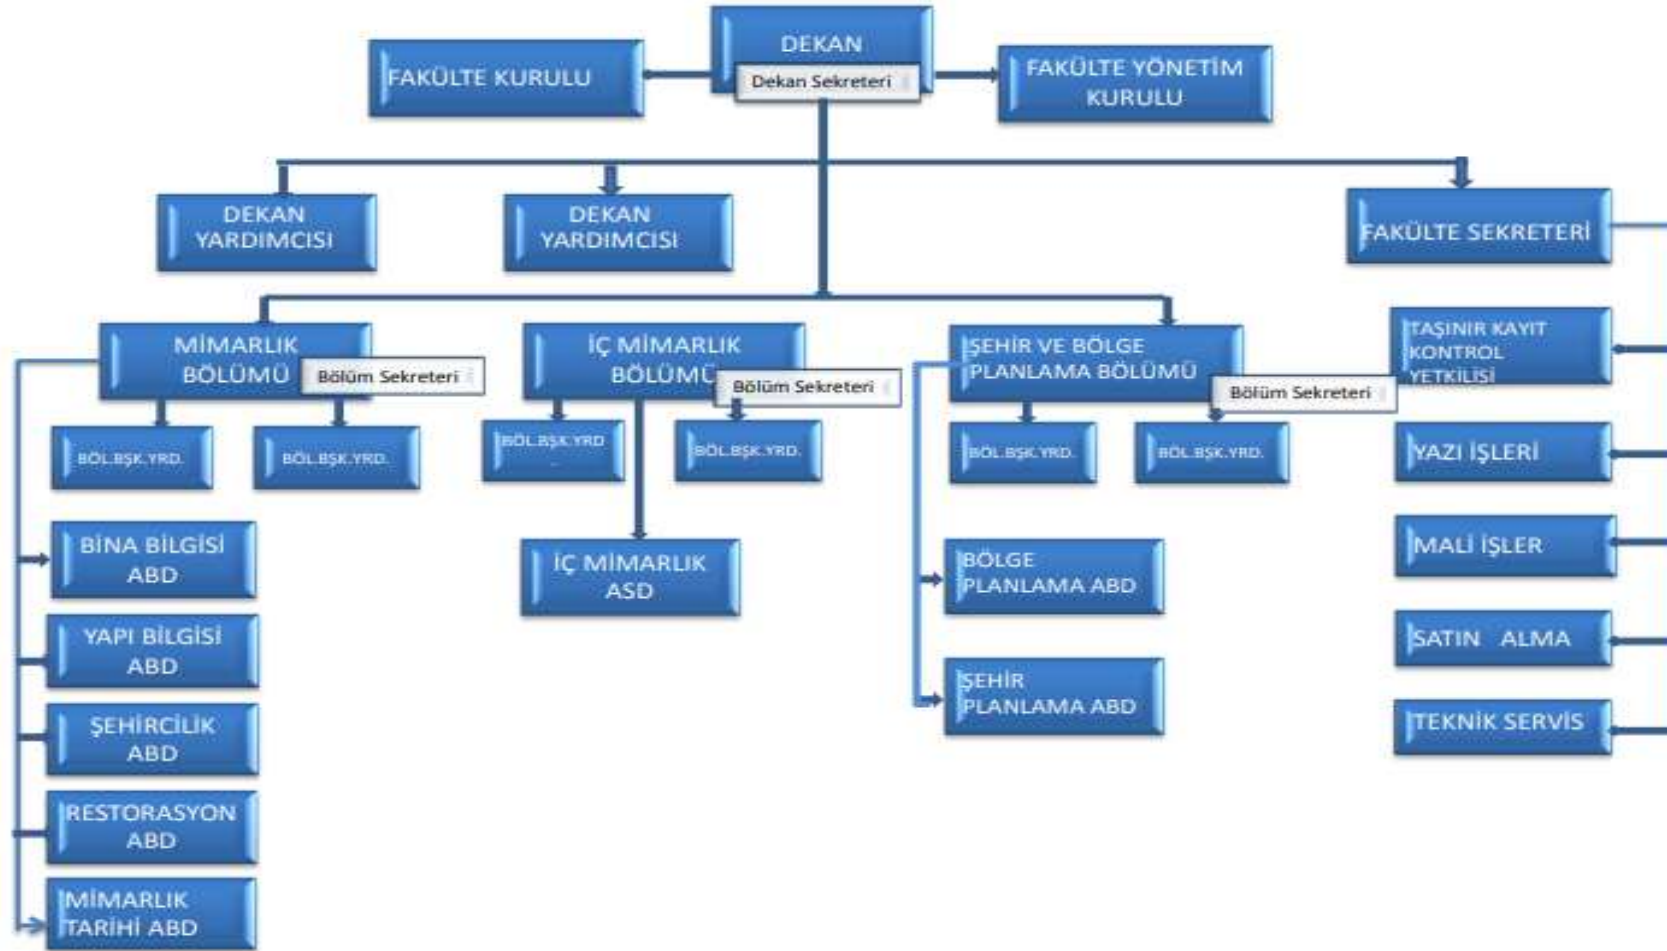 DEKAN
Dekan Sekreteri
FAKÜLTE KURULU
FAKÜLTE YÖNETİM
KURULU
DEKAN
YARDIMCISI
DEKAN
YARDIMCISI
FAKÜLTE SEKRETERİ
MİMARLIK
BÖLÜMÜ
Bölüm Sekreteri
İÇ MİMARLIK
BÖLÜMÜ
Bölüm Sekreteri
ŞEHİR VE BÖLGE
PLANLAMA BÖLÜMÜ
Bölüm Sekreteri
TAŞINIR KAYIT
KONTROL
YETKİLİSİ
BÖL.BŞK.YRD.
BÖL.BŞK.YRD.
BÖL.BŞK.YRD
.
BÖL.BŞK.YRD.
BÖL.BŞK.YRD.
BÖL.BŞK.YRD.
YAZI İŞLERİ
BİNA BİLGİSİ
ABD
İÇ MİMARLIK
ASD
BÖLGE
PLANLAMA ABD
MALİ İŞLER
YAPI BİLGİSİ
ABD
ŞEHİR
PLANLAMA ABD
SATIN ALMA
ŞEHİRCİLİK
ABD
TEKNİK SERVİS
RESTORASYON
ABD
MİMARLIK
TARİHİ ABD